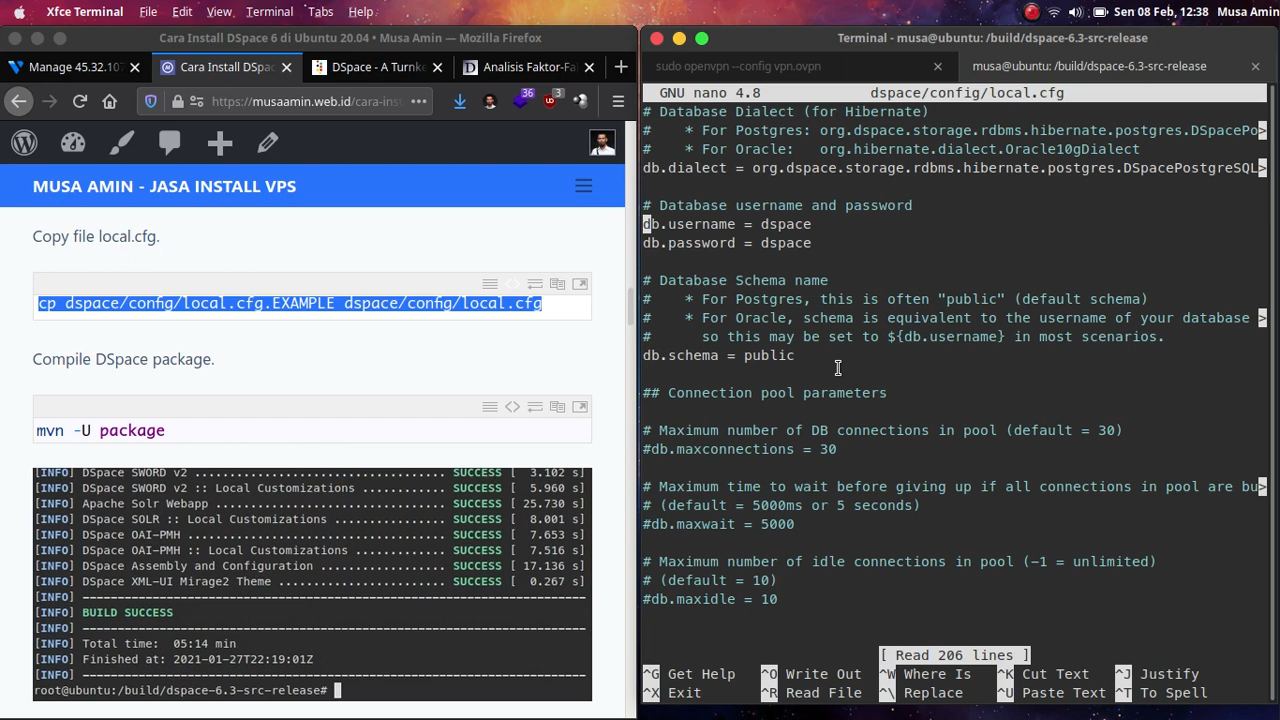 Xfce Terminal File Edit View Terminal Tabs Help Sen 08 Feb, 12:38 Musa Amin
Cara Install DSpace 6 di Ubuntu 20.04 • Musa Amin — Mozilla Firefox
Manage 45.32.107 Cara Install DSpac DSpace - A Turnke Analisis Faktor-Fa
https://musaamin.web.id/cara-inst
36 3
MUSA AMIN - JASA INSTALL VPS
Copy file local.cfg.
cp dspace/config/local.cfg.EXAMPLE dspace/config/local.cfg
Compile DSpace package.
mvn -U package
[INFO] DSpace SWORD v2 .................................. SUCCESS [  3.102 s]
[INFO] DSpace SWORD v2 :: Local Customizations ............ SUCCESS [  5.960 s]
[INFO] Apache Solr Webapp ................................. SUCCESS [ 25.730 s]
[INFO] DSpace SOLR :: Local Customizations ................ SUCCESS [  8.001 s]
[INFO] DSpace OAI-PMH ..................................... SUCCESS [  7.653 s]
[INFO] DSpace OAI-PMH :: Local Customizations ............. SUCCESS [  7.516 s]
[INFO] DSpace Assembly and Configuration .................. SUCCESS [ 17.136 s]
[INFO] DSpace XML-UI Mirage2 Theme ........................ SUCCESS [  0.267 s]
[INFO] ------------------------------------------------------------------------
[INFO] BUILD SUCCESS
[INFO] ------------------------------------------------------------------------
[INFO] Total time:  05:14 min
[INFO] Finished at: 2021-01-27T22:19:01Z
[INFO] ------------------------------------------------------------------------
root@ubuntu:/build/dspace-6.3-src-release#
Terminal - musa@ubuntu: /build/dspace-6.3-src-release
sudo openvpn --config vpn.ovpn musa@ubuntu: /build/dspace-6.3-src-release
GNU nano 4.8 dspace/config/local.cfg
# Database Dialect (for Hibernate)
#    * For Postgres: org.dspace.storage.rdbms.hibernate.postgres.DSpacePo>
#    * For Oracle:   org.hibernate.dialect.Oracle10gDialect
db.dialect = org.dspace.storage.rdbms.hibernate.postgres.DSpacePostgreSQL>
# Database username and password
db.username = dspace
db.password = dspace
# Database Schema name
#    * For Postgres, this is often "public" (default schema)
#    * For Oracle, schema is equivalent to the username of your database >
#      so this may be set to ${db.username} in most scenarios.
db.schema = public
## Connection pool parameters
# Maximum number of DB connections in pool (default = 30)
#db.maxconnections = 30
# Maximum time to wait before giving up if all connections in pool are bu>
# (default = 5000ms or 5 seconds)
#db.maxwait = 5000
# Maximum number of idle connections in pool (-1 = unlimited)
# (default = 10)
#db.maxidle = 10
[ Read 206 lines ]
^G Get Help ^O Write Out ^W Where Is ^K Cut Text ^J Justify
^X Exit ^R Read File ^\ Replace ^U Paste Text ^T To Spell